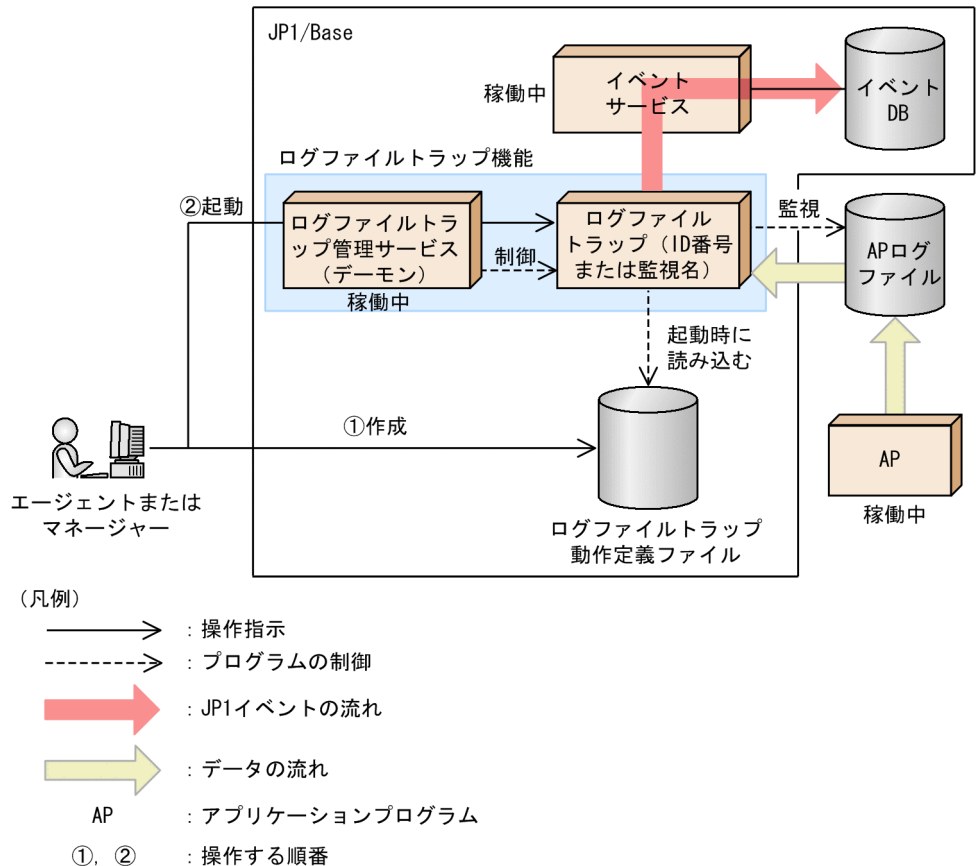 JP1/Base
稼働中
イベント
サービス
イベント
DB
ログファイルトラップ機能
②起動
ログファイルトラ
ップ管理サービス
(デーモン)
稼働中
制御
ログファイル
トラップ(ID番号
または監視名)
監視
APログ
ファイル
起動時に
読み込む
①作成
AP
稼働中
エージェントまたは
マネージャー
ログファイルトラップ
動作定義ファイル
(凡例)
:操作指示
:プログラムの制御
:JP1イベントの流れ
:データの流れ
AP :アプリケーションプログラム
①, ② :操作する順番